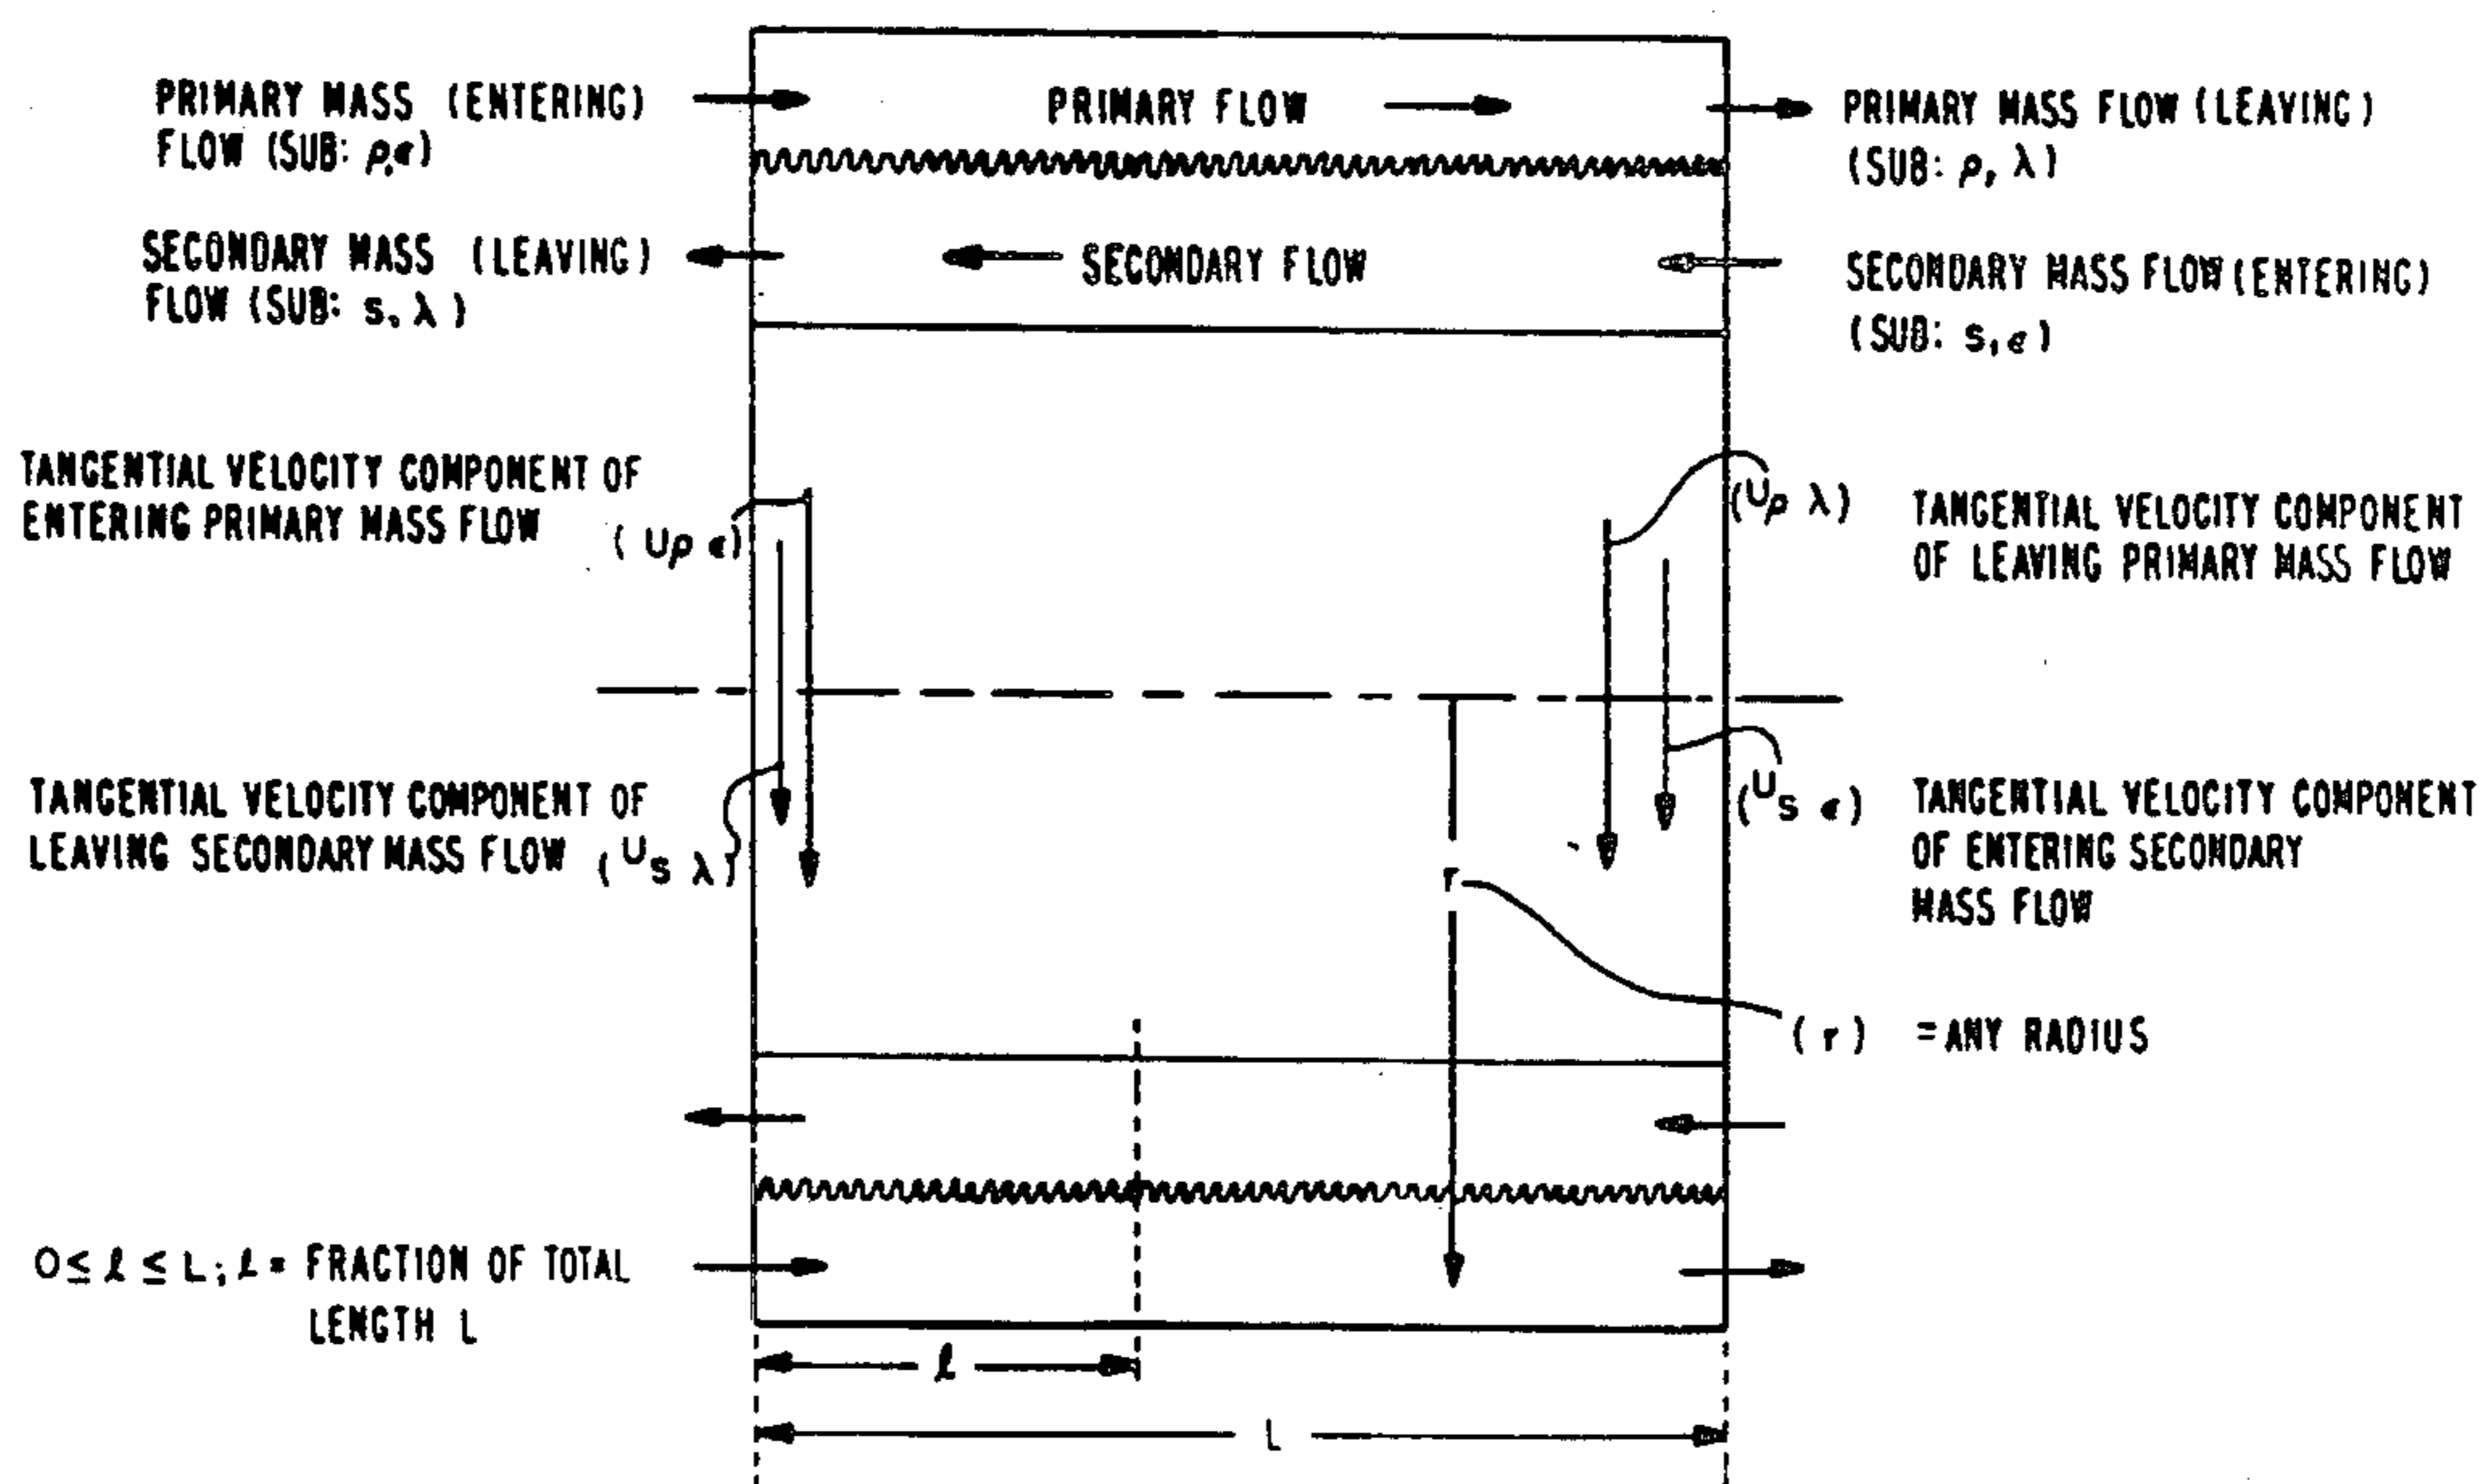 PRIMARY MASS (ENTERING)
FLOW (SUB: ρ,ϵ)
PRIMARY FLOW
PRIMARY MASS FLOW (LEAVING)
(SUB: ρ, λ)
SECONDARY MASS (LEAVING)
FLOW (SUB: s, λ)
SECONDARY FLOW
SECONDARY MASS FLOW (ENTERING)
(SUB: s,ϵ)
TANGENTIAL VELOCITY COMPONENT OF
ENTERING PRIMARY MASS FLOW
(Uρ ϵ)
(Uρ λ)
TANGENTIAL VELOCITY COMPONENT
OF LEAVING PRIMARY MASS FLOW
TANGENTIAL VELOCITY COMPONENT OF
LEAVING SECONDARY MASS FLOW (Us λ)
(Us ϵ)
TANGENTIAL VELOCITY COMPONENT
OF ENTERING SECONDARY
MASS FLOW
r
(r) =ANY RADIUS
O≤ ℓ ≤ L; ℓ= FRACTION OF TOTAL
LENGTH L
ℓ
L